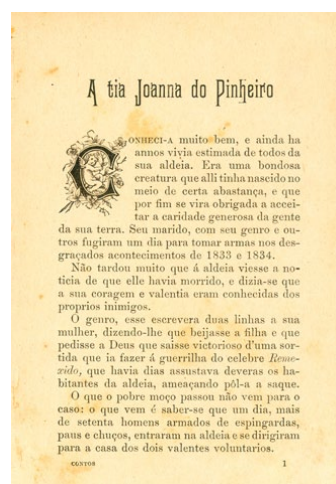 A tia Joanna do Pinheiro
CONHECI-A muito bem, e ainda ha
annos vivia estimada de todos da
sua aldeia. Era uma bondosa
creatura que alli tinha nascido no
meio de certa abastança, e que
por fim se vira obrigada a accei-
tar a caridade generosa da gente
da sua terra. Seu marido, com seu genro e ou-
tros fugiram um dia para tomar armas nos des-
graçados acontecimentos de 1833 e 1834.
Não tardou muito que á aldeia viesse a no-
ticia de que elle havia morrido, e dizia-se que
a sua coragem e valentia eram conhecidas dos
proprios inimigos.
O genro, esse escrevera duas linhas a sua
mulher, dizendo-lhe que beijasse a filha e que
pedisse a Deus que saisse victorioso d'uma sor-
tida que ia fazer á guerrilha do celebre Reme-
xido, que havia dias assustava deveras os ha-
bitantes da aldeia, ameaçando pôl-a a saque.
O que o pobre moço passou não vem para o
caso: o que vem é saber-se que um dia, mais
de setenta homens armados de espingardas,
paus e chuços, entraram na aldeia e se dirigiram
para a casa dos dois valentes voluntarios.
CONTOS 1